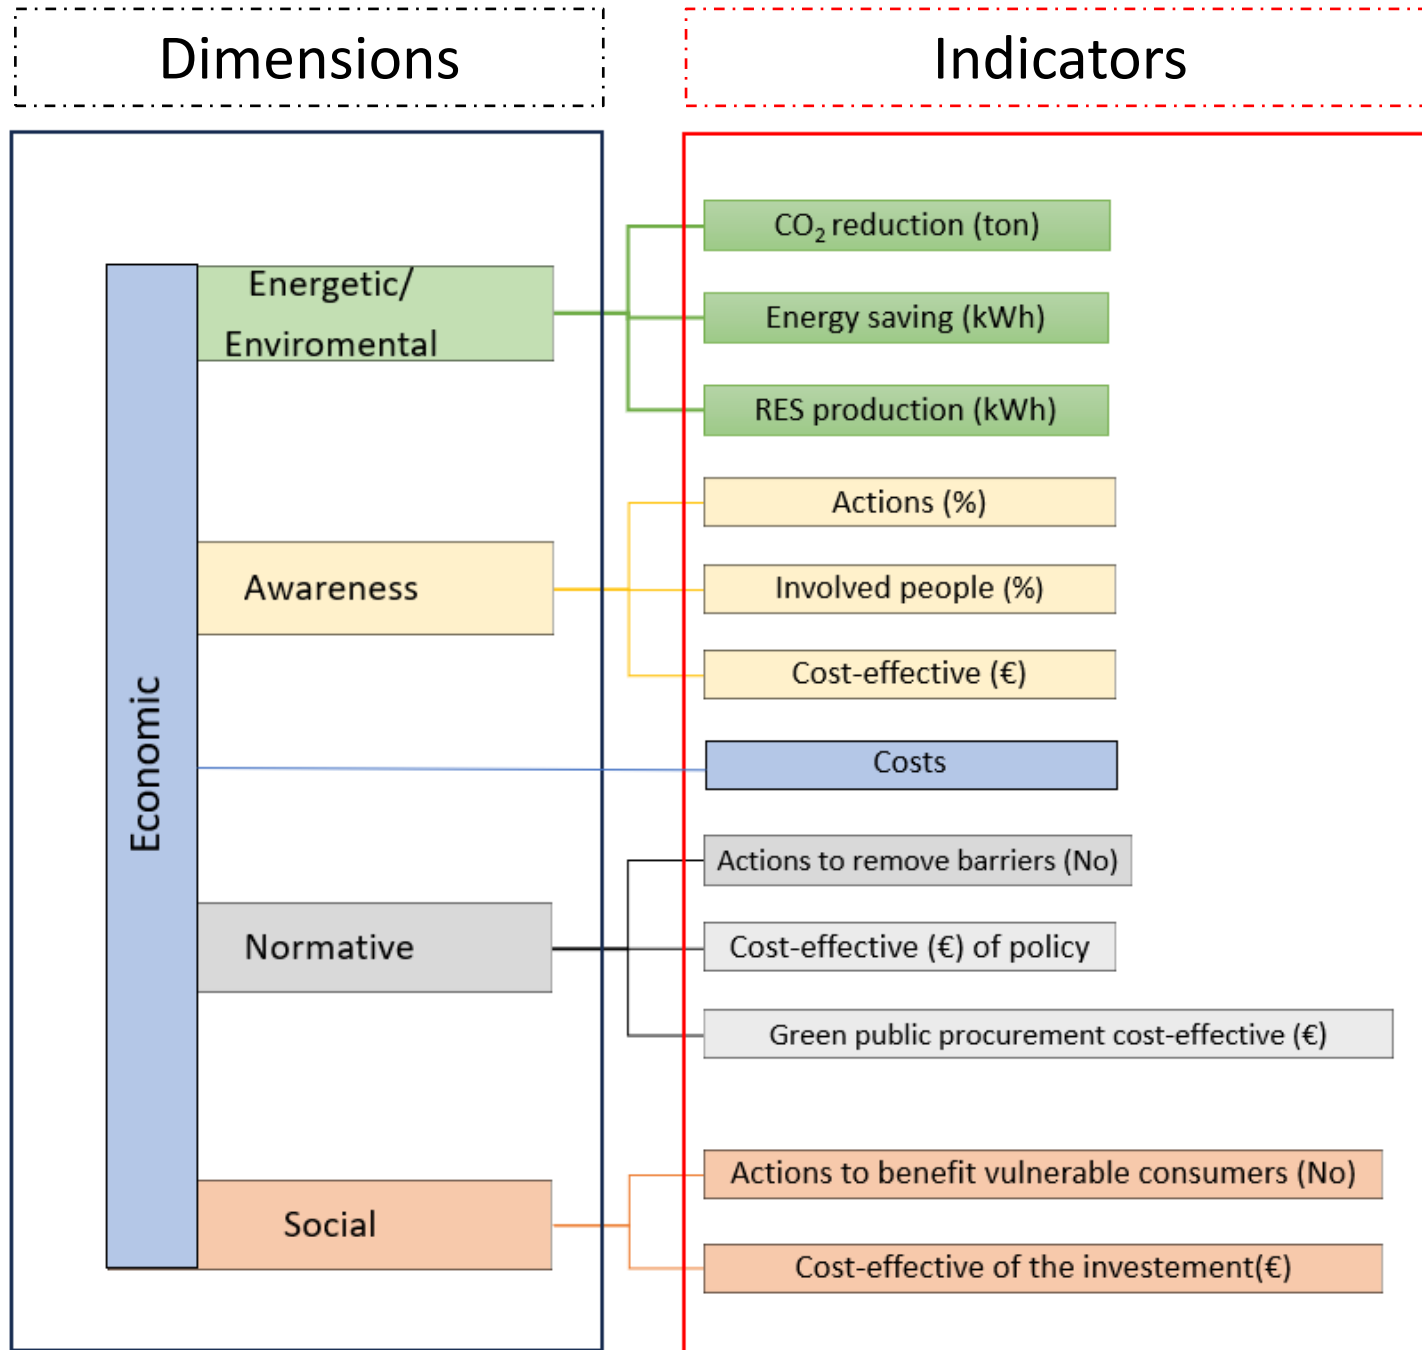 Dimensions
Indicators
Economic
Energetic/
Enviromental
CO₂ reduction (ton)
Energy saving (kWh)
RES production (kWh)
Awareness
Actions (%)
Involved people (%)
Cost-effective (€)
Costs
Normative
Actions to remove barriers (No)
Cost-effective (€) of policy
Green public procurement cost-effective (€)
Social
Actions to benefit vulnerable consumers (No)
Cost-effective of the investement(€)